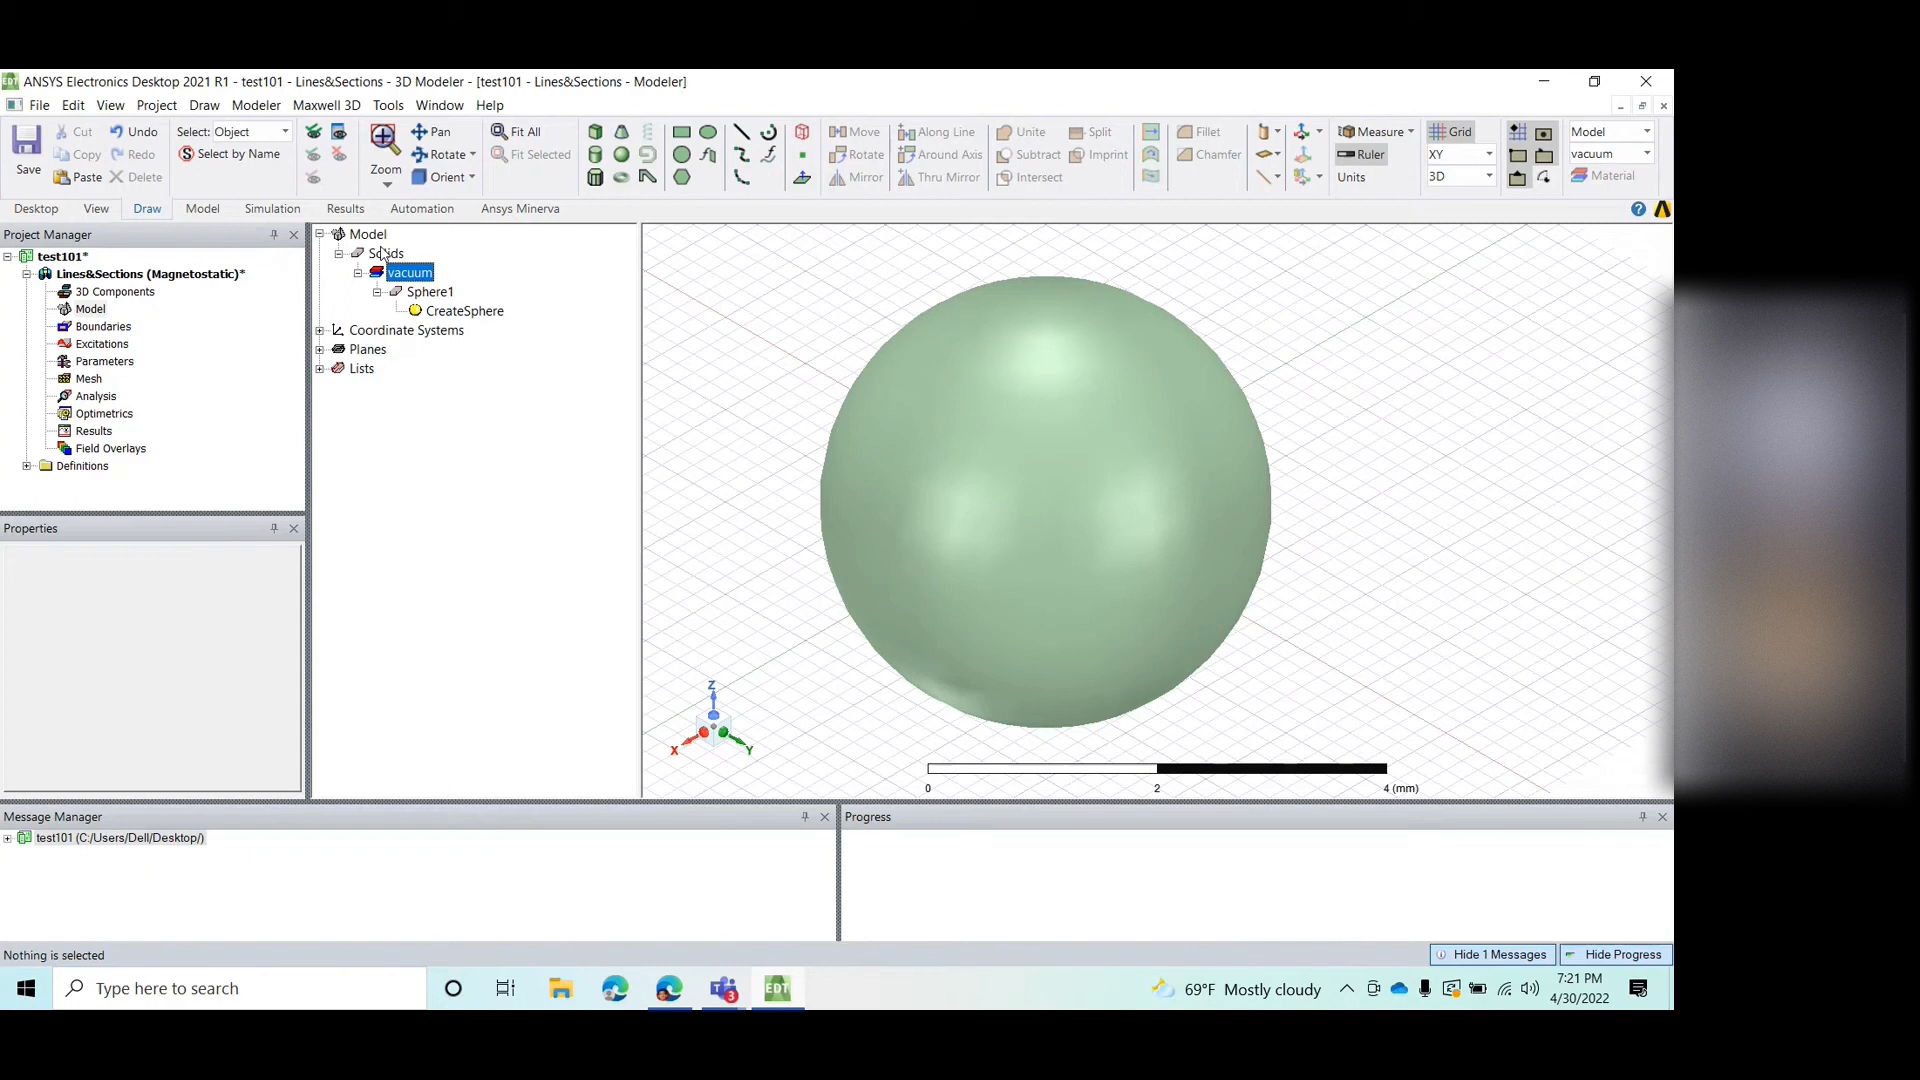 ANSYS Electronics Desktop 2021 R1 - test101 - Lines&Sections - 3D Modeler - [test101 - Lines&Sections - Modeler]
File Edit View Project Draw Modeler Maxwell 3D Tools Window Help
Save
Cut
Copy
Paste
Undo
Redo
Delete
Select: Object
Select by Name
Zoom
Pan
Rotate
Orient
Fit All
Fit Selected
Move
Rotate
Mirror
Along Line
Around Axis
Thru Mirror
Unite
Subtract
Intersect
Split
Imprint
Fillet
Chamfer
Measure
Ruler
Units
Grid
XY
3D
Model
vacuum
Material
Desktop View Draw Model Simulation Results Automation Ansys Minerva
Project Manager
test101*
Lines&Sections (Magnetostatic)*
3D Components
Model
Boundaries
Excitations
Parameters
Mesh
Analysis
Optimetrics
Results
Field Overlays
Definitions
Properties
Model
Solids
vacuum
Sphere1
CreateSphere
Coordinate Systems
Planes
Lists
Z
X
Y
0 2 4 (mm)
Message Manager
test101 (C:/Users/Dell/Desktop/)
Progress
Nothing is selected
Hide 1 Messages
Hide Progress
Type here to search
EDT
3
69°F Mostly cloudy
7:21 PM
4/30/2022